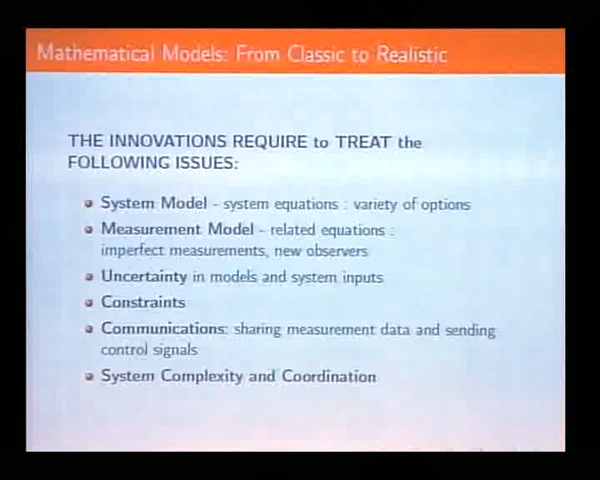 Mathematical Models: From Classic to Realistic
THE INNOVATIONS REQUIRE to TREAT the
FOLLOWING ISSUES:
System Model - system equations : variety of options
Measurement Model - related equations :
imperfect measurements, new observers
Uncertainty in models and system inputs
Constraints
Communications: sharing measurement data and sending
control signals
System Complexity and Coordination